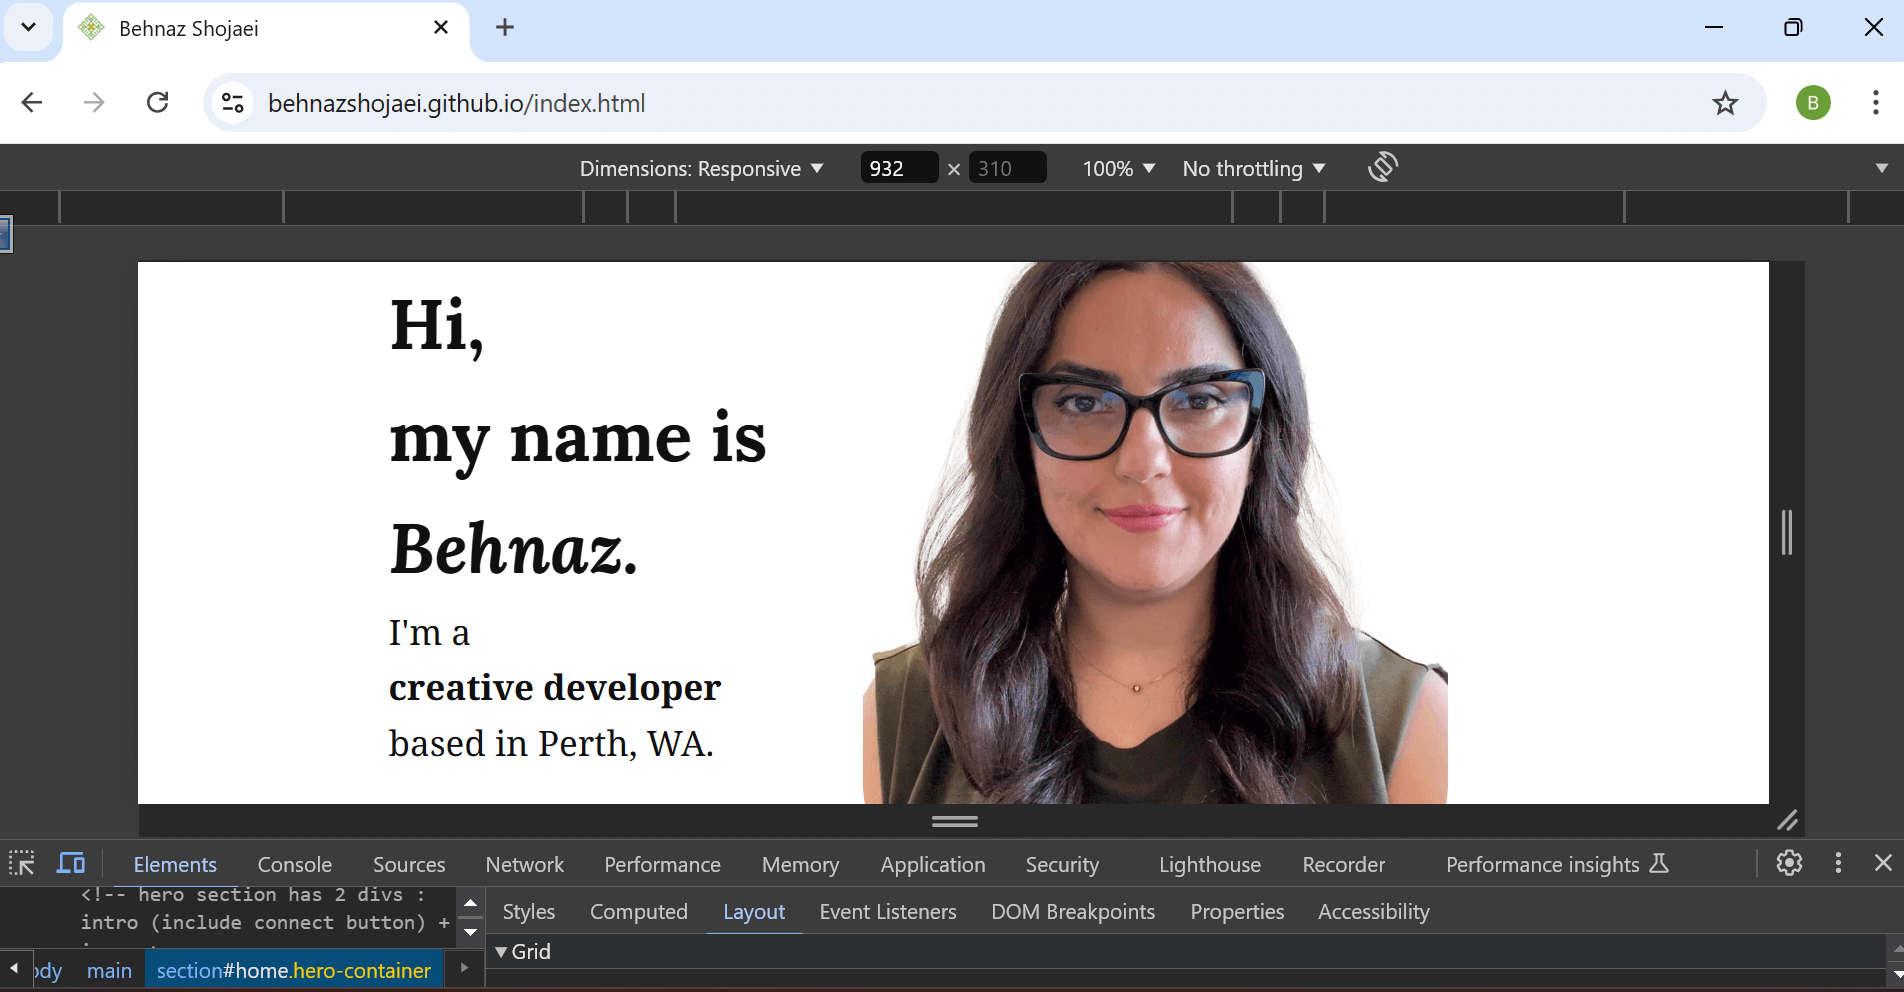 Behnaz Shojaei
behnazshojaei.github.io/index.html
B
Dimensions: Responsive 932 × 310 100% No throttling
Hi,
my name is
Behnaz.
I'm a
creative developer
based in Perth, WA.
Elements Console Sources Network Performance Memory Application Security Lighthouse Recorder Performance insights
<!-- hero section has 2 divs :
intro (include connect button) +
Styles Computed Layout Event Listeners DOM Breakpoints Properties Accessibility
Grid
main section#home.hero-container